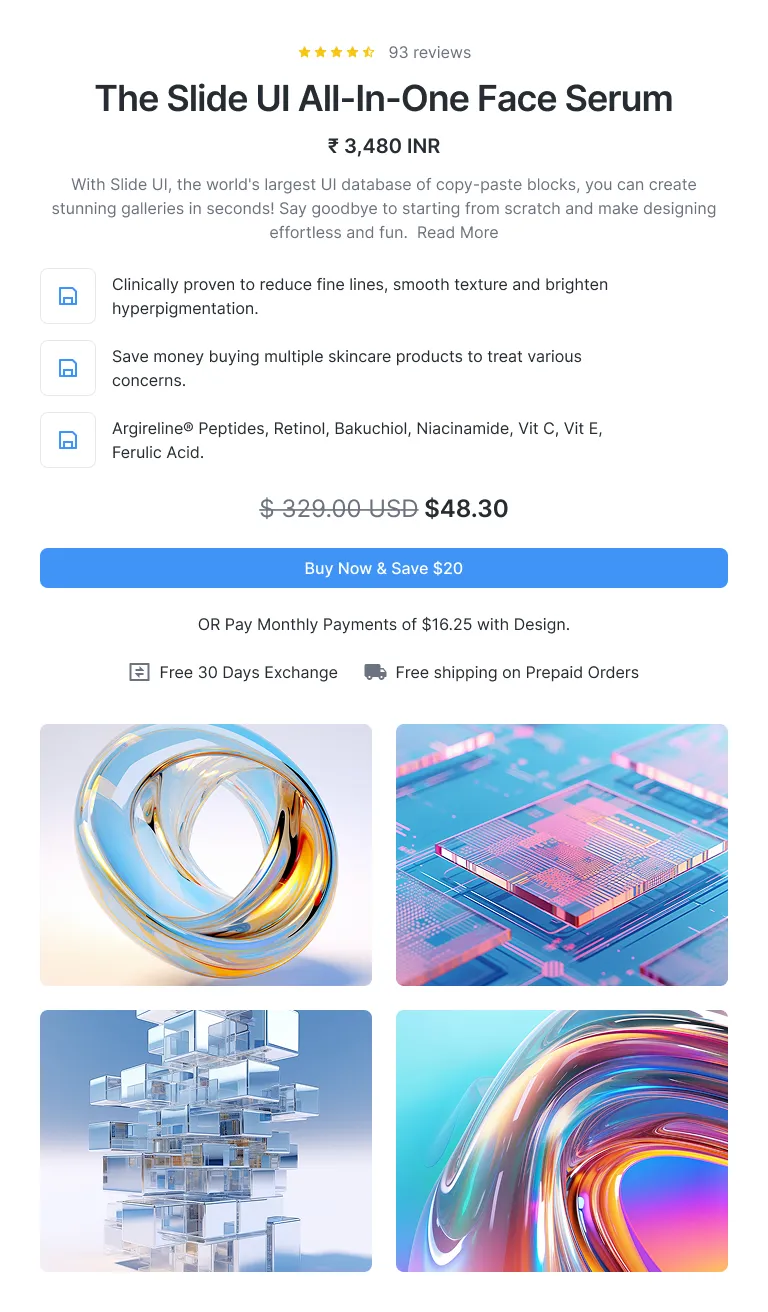 93 reviews
The Slide UI All-In-One Face Serum
₹ 3,480 INR
With Slide UI, the world's largest UI database of copy-paste blocks, you can create
stunning galleries in seconds! Say goodbye to starting from scratch and make designing
effortless and fun. Read More
Clinically proven to reduce fine lines, smooth texture and brighten
hyperpigmentation.
Save money buying multiple skincare products to treat various
concerns.
Argireline® Peptides, Retinol, Bakuchiol, Niacinamide, Vit C, Vit E,
Ferulic Acid.
$ 329.00 USD $48.30
Buy Now & Save $20
OR Pay Monthly Payments of $16.25 with Design.
Free 30 Days Exchange Free shipping on Prepaid Orders